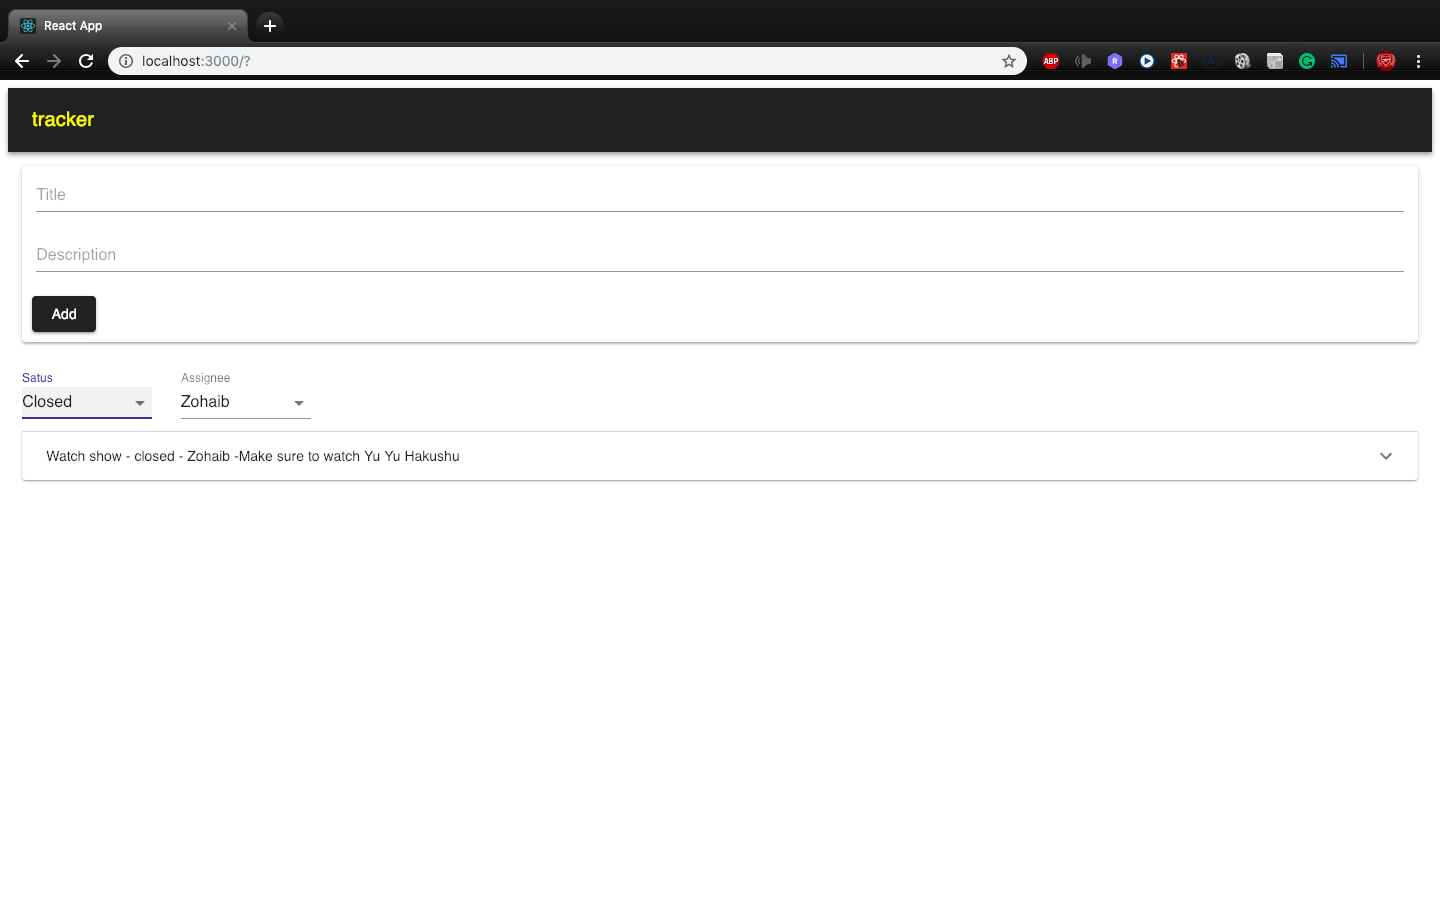 React App
localhost:3000/?
ABP
R
tracker
Title
Description
Add
Satus
Assignee
Closed
Zohaib
Watch show - closed - Zohaib -Make sure to watch Yu Yu Hakushu